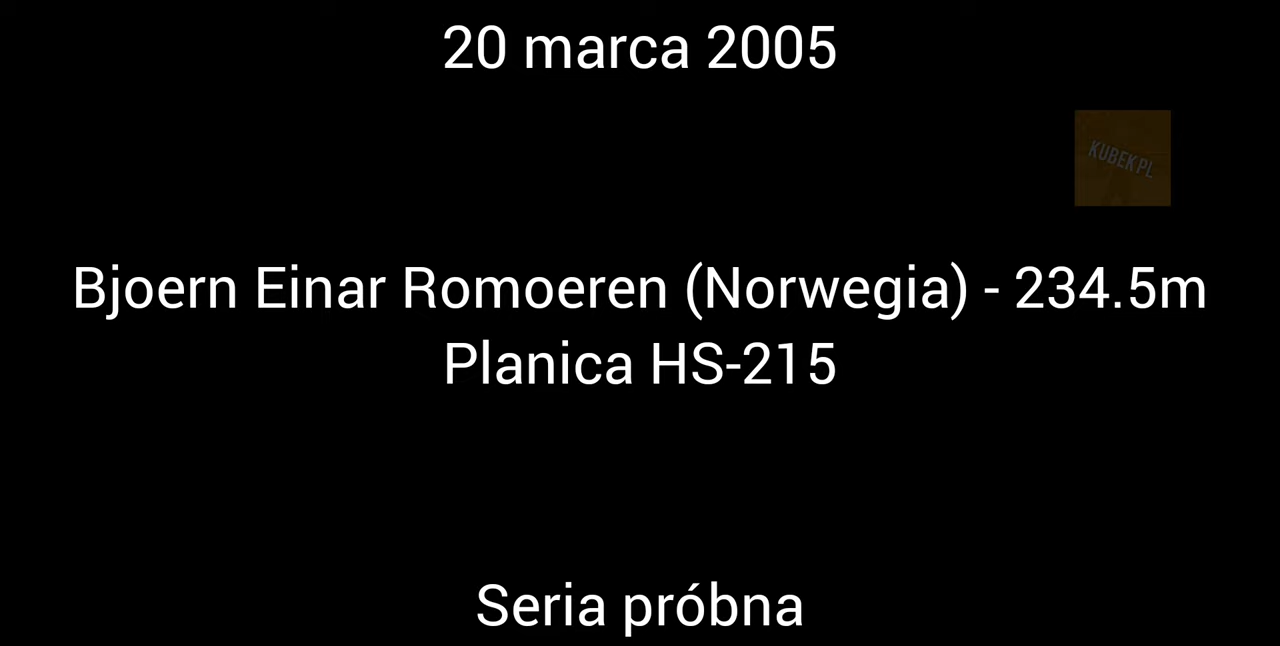 20 marca 2005
KUBEK.PL
Bjoern Einar Romoeren (Norwegia) - 234.5m
Planica HS-215
Seria próbna